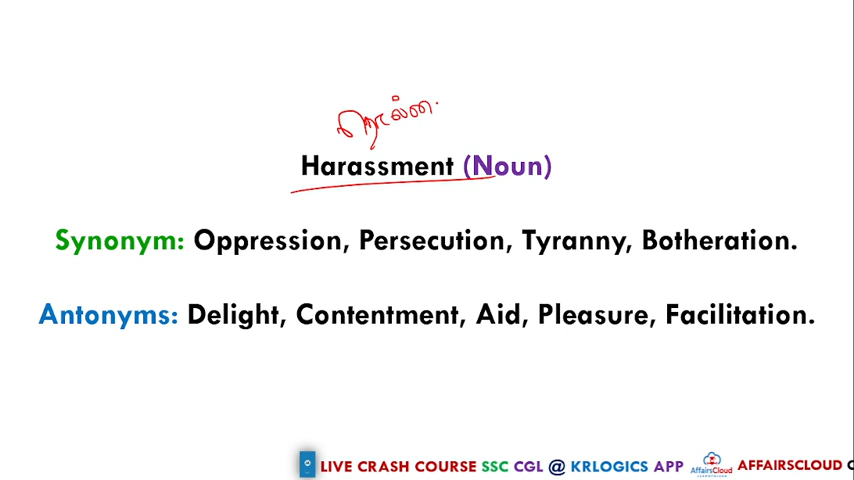 தொல்லை.
Harassment (Noun)
Synonym: Oppression, Persecution, Tyranny, Botheration.
Antonyms: Delight, Contentment, Aid, Pleasure, Facilitation.
LIVE CRASH COURSE SSC CGL @ KRLOGICS APP AffairsCloud AFFAIRSCLOUD